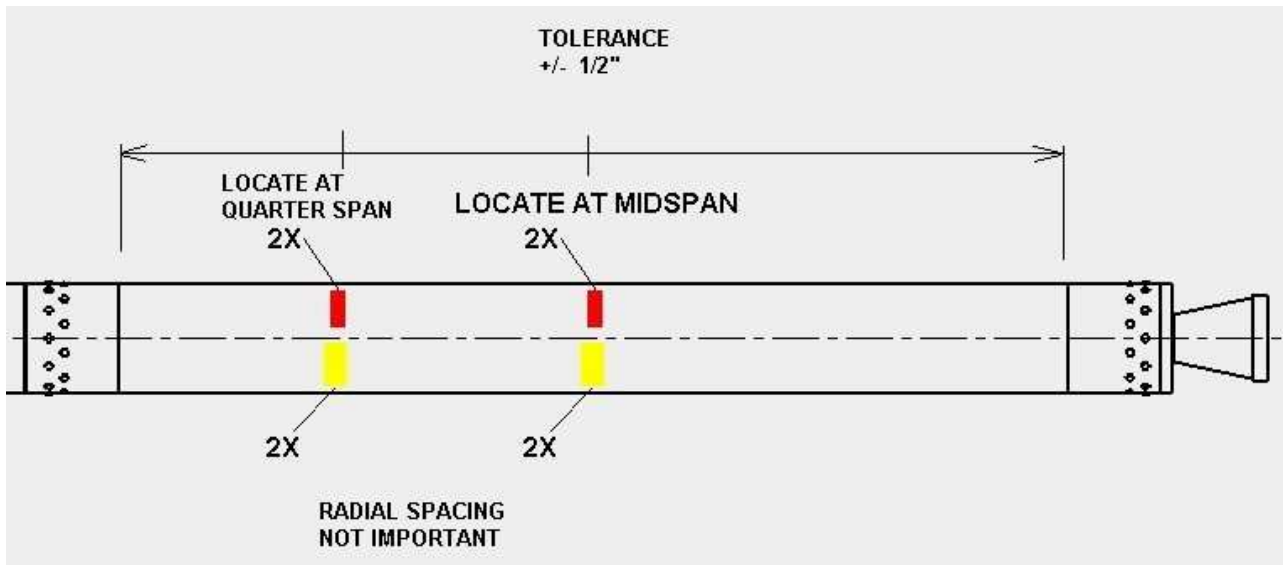 TOLERANCE
+/- 1/2"
LOCATE AT
QUARTER SPAN
2X
LOCATE AT MIDSPAN
2X
2X
2X
RADIAL SPACING
NOT IMPORTANT